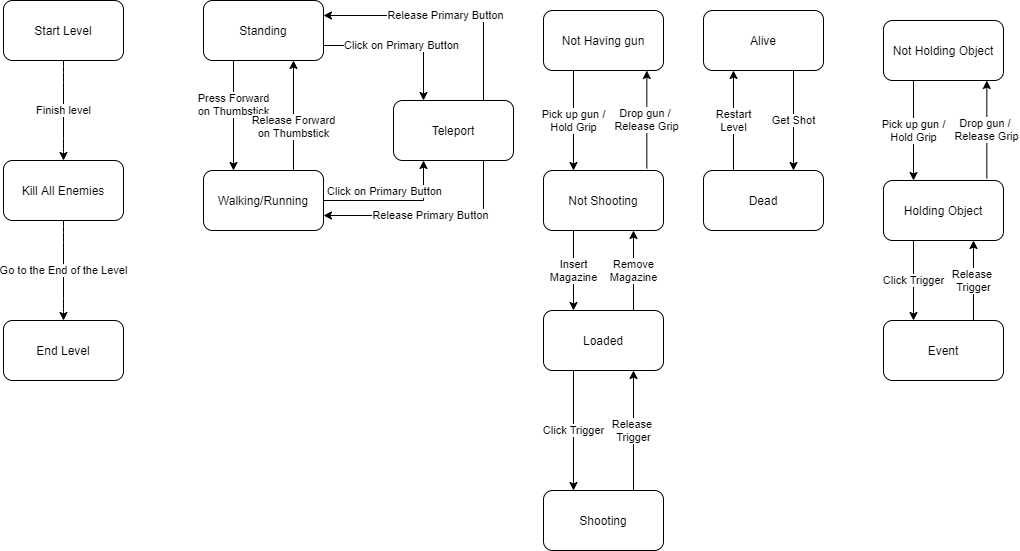 Start Level
Finish level
Kill All Enemies
Go to the End of the Level
End Level
Standing
Release Primary Button
Click on Primary Button
Press Forward
on Thumbstick
Release Forward
on Thumbstick
Teleport
Walking/Running
Click on Primary Button
Release Primary Button
Not Having gun
Pick up gun /
Hold Grip
Drop gun /
Release Grip
Not Shooting
Insert
Magazine
Remove
Magazine
Loaded
Click Trigger
Release
Trigger
Shooting
Alive
Restart
Level
Get Shot
Dead
Not Holding Object
Pick up gun /
Hold Grip
Drop gun /
Release Grip
Holding Object
Click Trigger
Release
Trigger
Event